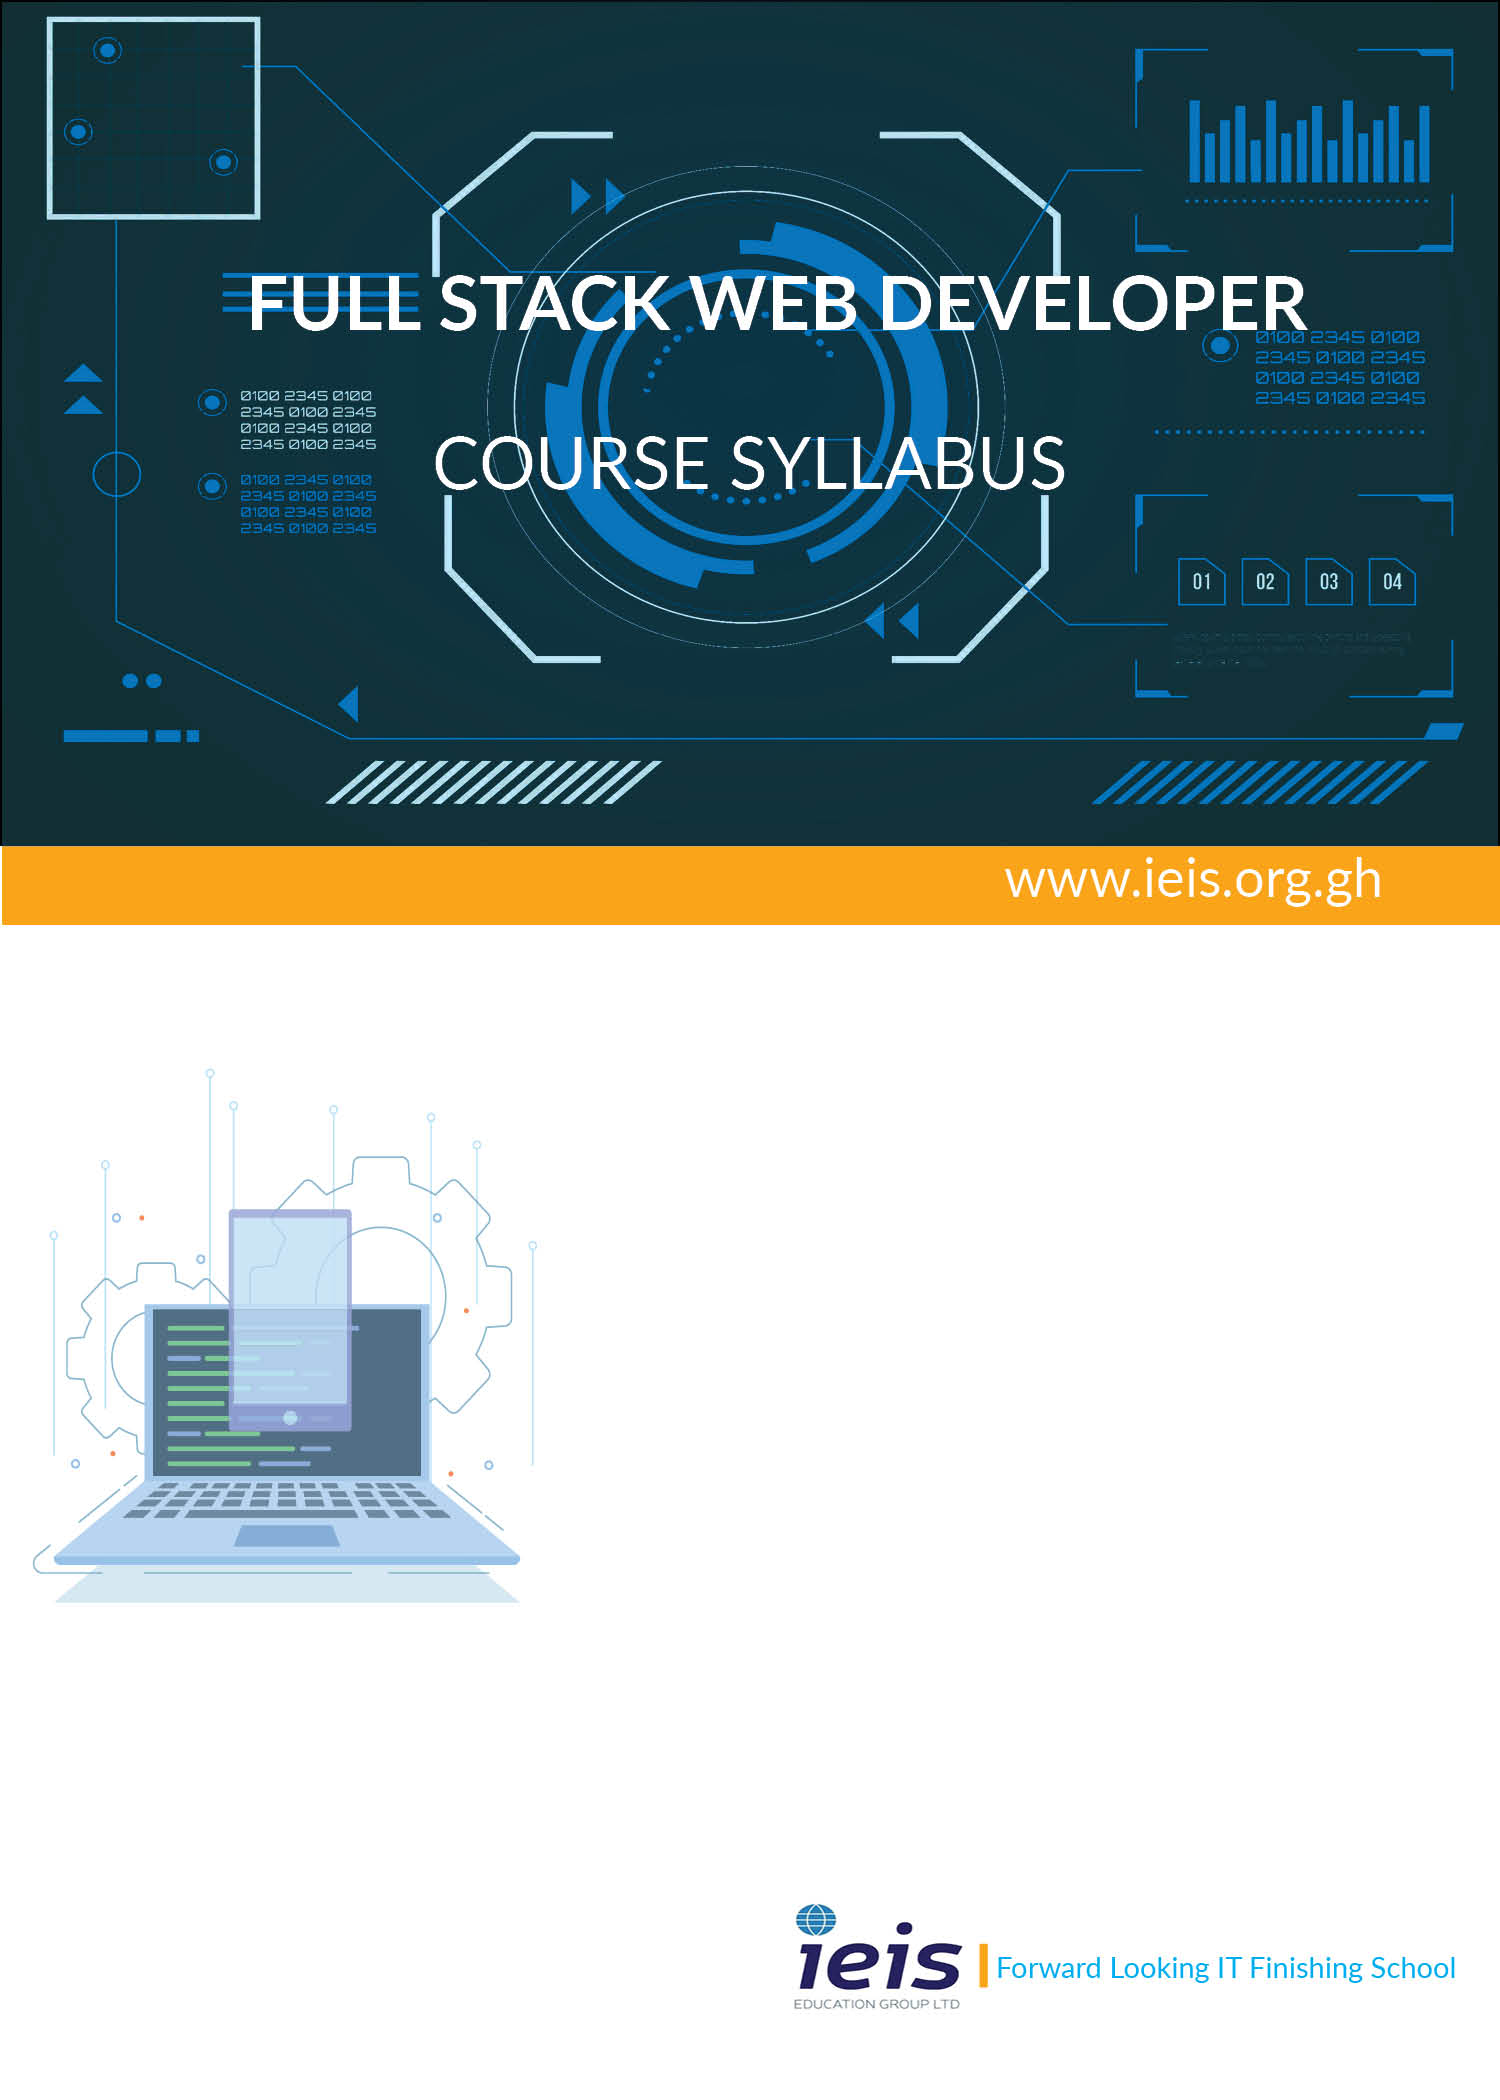 FULL STACK WEB DEVELOPER
0100 2345 0100
2345 0100 2345
0100 2345 0100
2345 0100 2345
0100 2345 0100
2345 0100 2345
0100 2345 0100
2345 0100 2345
COURSE SYLLABUS
0100 2345 0100
2345 0100 2345
0100 2345 0100
2345 0100 2345
01 02 03 04
www.ieis.org.gh
ieis
EDUCATION GROUP LTD
Forward Looking IT Finishing School